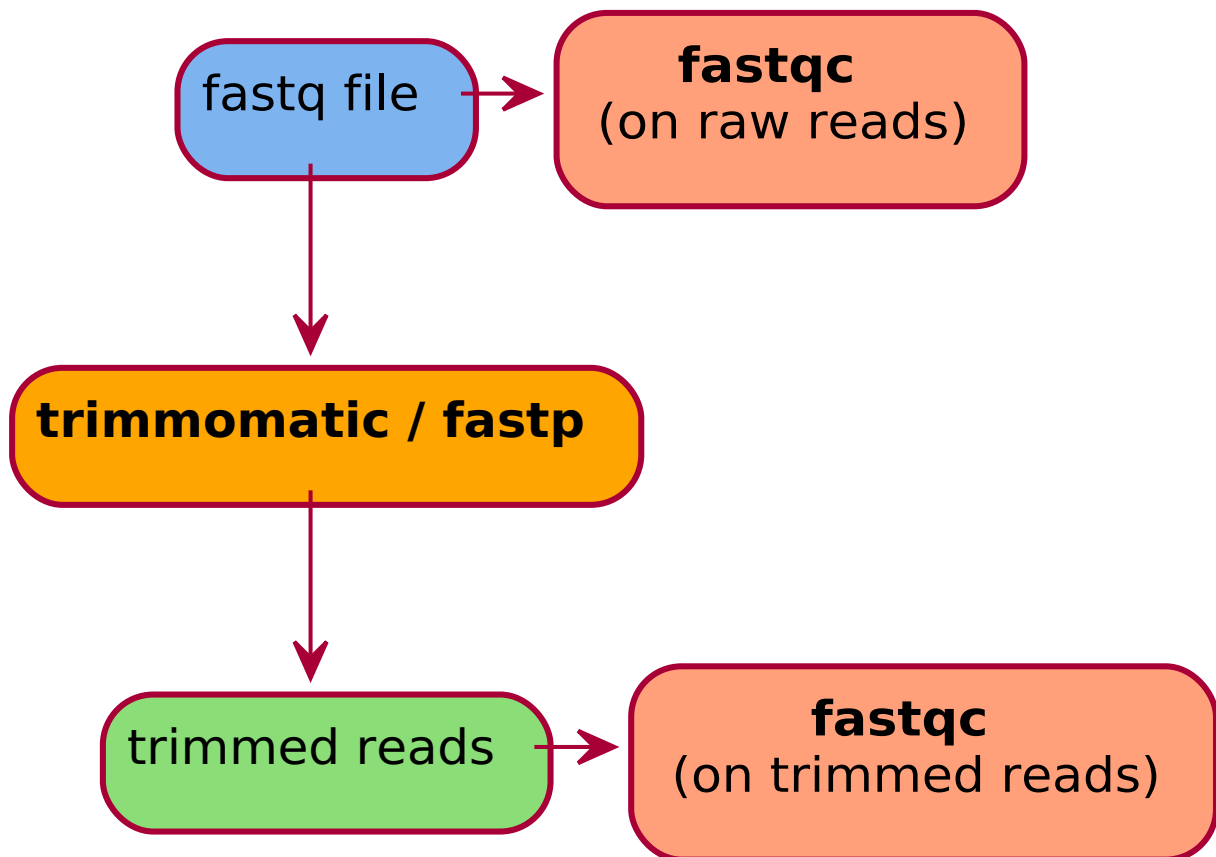 fastq file
fastqc
(on raw reads)
trimmomatic / fastp
trimmed reads
fastqc
(on trimmed reads)